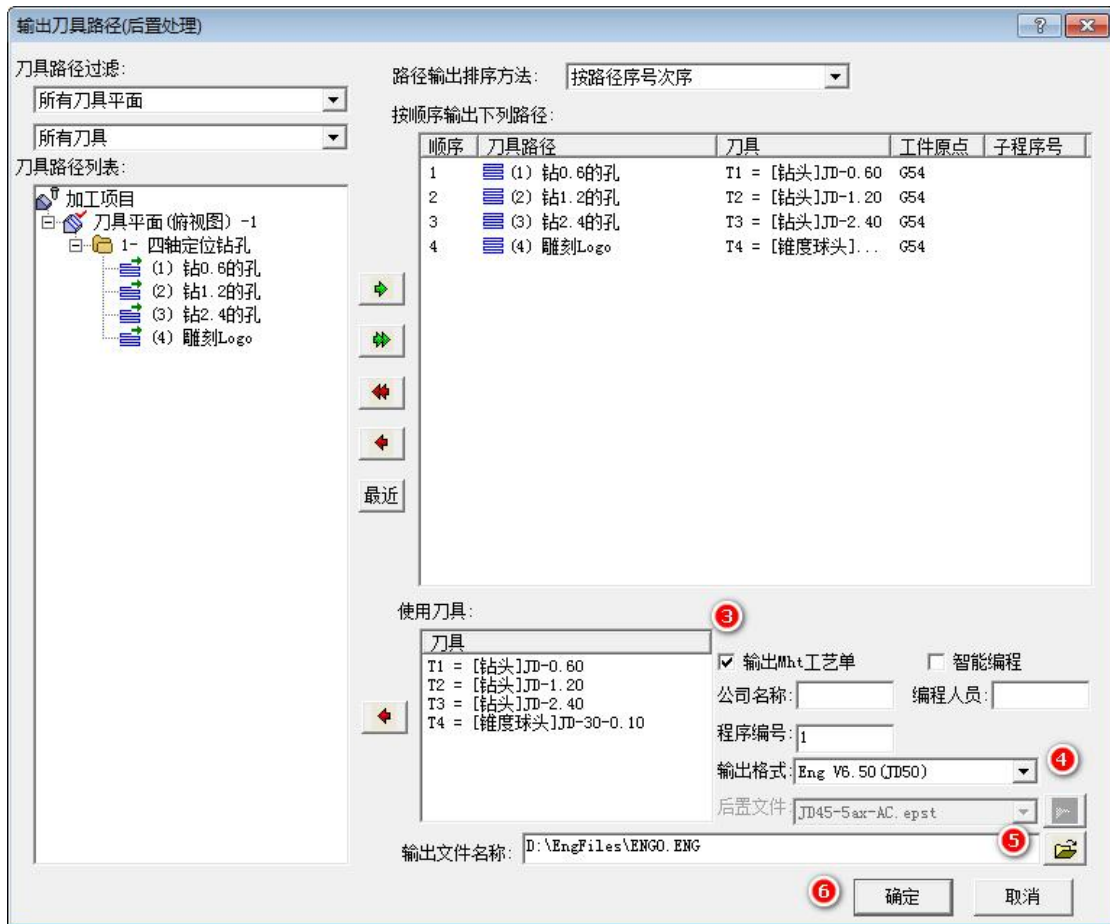 输出刀具路径(后置处理)
刀具路径过滤:
所有刀具平面
所有刀具
刀具路径列表:
加工项目
刀具平面(俯视图) -1
1- 四轴定位钻孔
(1) 钻0.6的孔
(2) 钻1.2的孔
(3) 钻2.4的孔
(4) 雕刻Logo
最近
路径输出排序方法: 按路径序号次序
按顺序输出下列路径:
顺序 刀具路径 刀具 工件原点 子程序号
1 (1) 钻0.6的孔 T1 = [钻头]JD-0.60 G54
2 (2) 钻1.2的孔 T2 = [钻头]JD-1.20 G54
3 (3) 钻2.4的孔 T3 = [钻头]JD-2.40 G54
4 (4) 雕刻Logo T4 = [锥度球头]... G54
使用刀具:
刀具
T1 = [钻头]JD-0.60
T2 = [钻头]JD-1.20
T3 = [钻头]JD-2.40
T4 = [锥度球头]JD-30-0.10
3
输出Mht工艺单 智能编程
公司名称: 编程人员:
程序编号: 1
输出格式: Eng V6.50(JD50) 4
后置文件: JD45-5ax-AC.epst
输出文件名称: D:\EngFiles\ENG0.ENG 5
6 确定 取消